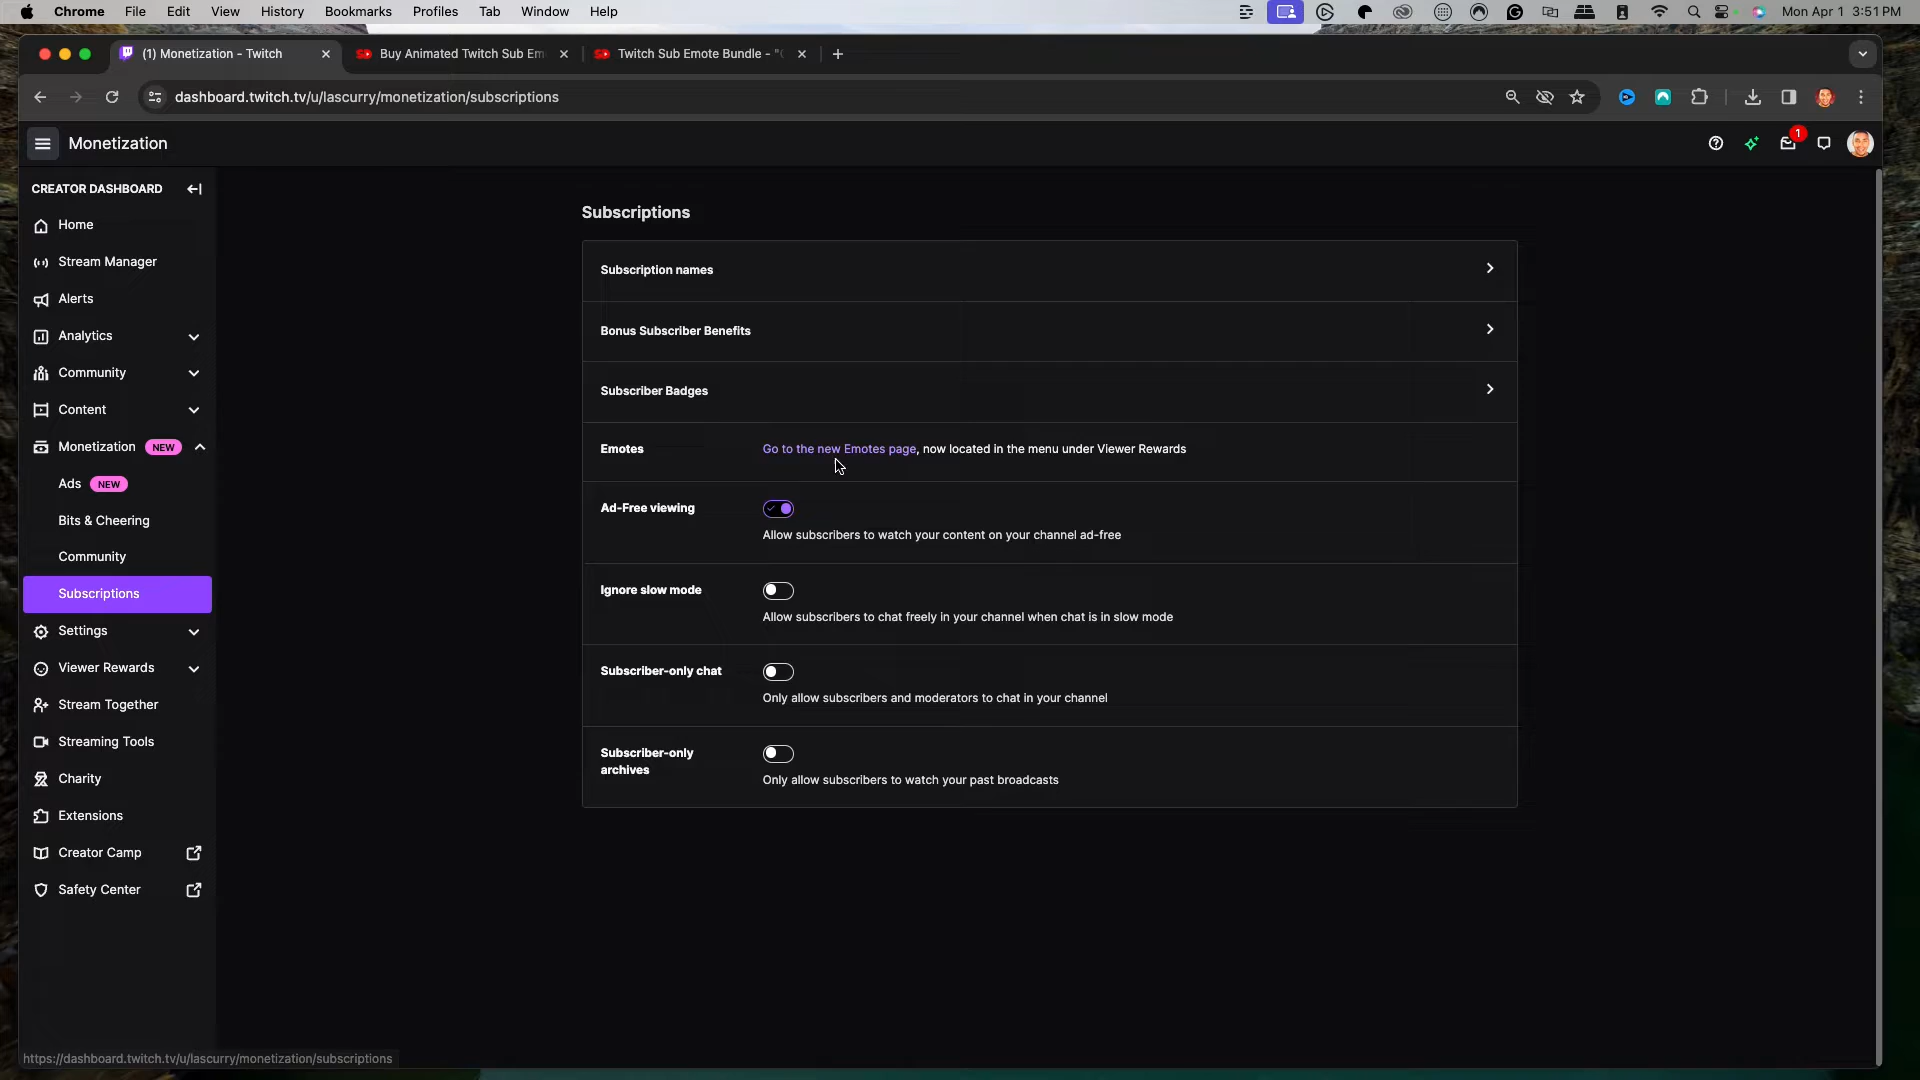 Chrome File Edit View History Bookmarks Profiles Tab Window Help Mon Apr 1 3:51 PM
(1) Monetization - Twitch Buy Animated Twitch Sub Em Twitch Sub Emote Bundle - "
dashboard.twitch.tv/u/lascurry/monetization/subscriptions
Monetization 1
CREATOR DASHBOARD
Home
Stream Manager
Alerts
Analytics
Community
Content
Monetization NEW
Ads NEW
Bits & Cheering
Community
Subscriptions
Settings
Viewer Rewards
Stream Together
Streaming Tools
Charity
Extensions
Creator Camp
Safety Center
Subscriptions
Subscription names
Bonus Subscriber Benefits
Subscriber Badges
Emotes Go to the new Emotes page, now located in the menu under Viewer Rewards
Ad-Free viewing
Allow subscribers to watch your content on your channel ad-free
Ignore slow mode
Allow subscribers to chat freely in your channel when chat is in slow mode
Subscriber-only chat
Only allow subscribers and moderators to chat in your channel
Subscriber-only
archives
Only allow subscribers to watch your past broadcasts
https://dashboard.twitch.tv/u/lascurry/monetization/subscriptions